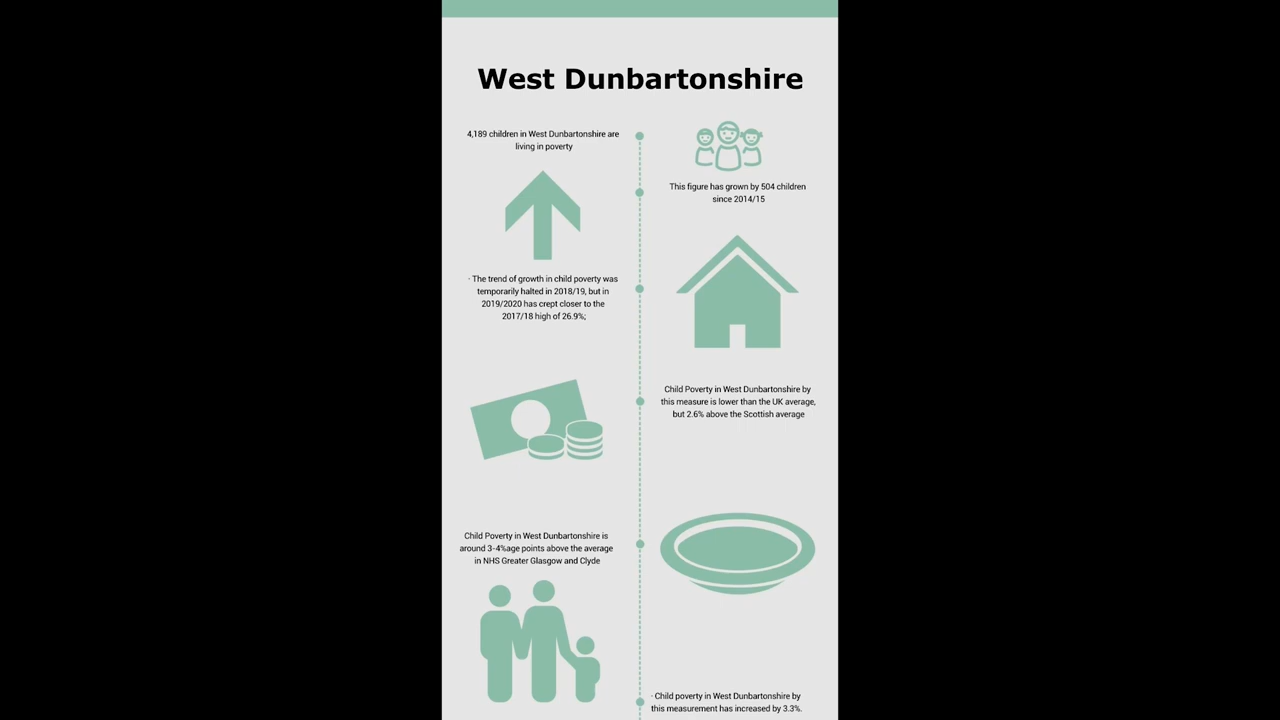 West Dunbartonshire
4,189 children in West Dunbartonshire are
living in poverty
This figure has grown by 504 children
since 2014/15
· The trend of growth in child poverty was
temporarily halted in 2018/19, but in
2019/2020 has crept closer to the
2017/18 high of 26.9%;
Child Poverty in West Dunbartonshire by
this measure is lower than the UK average,
but 2.6% above the Scottish average
Child Poverty in West Dunbartonshire is
around 3-4%age points above the average
in NHS Greater Glasgow and Clyde
· Child poverty in West Dunbartonshire by
this measurement has increased by 3.3%.